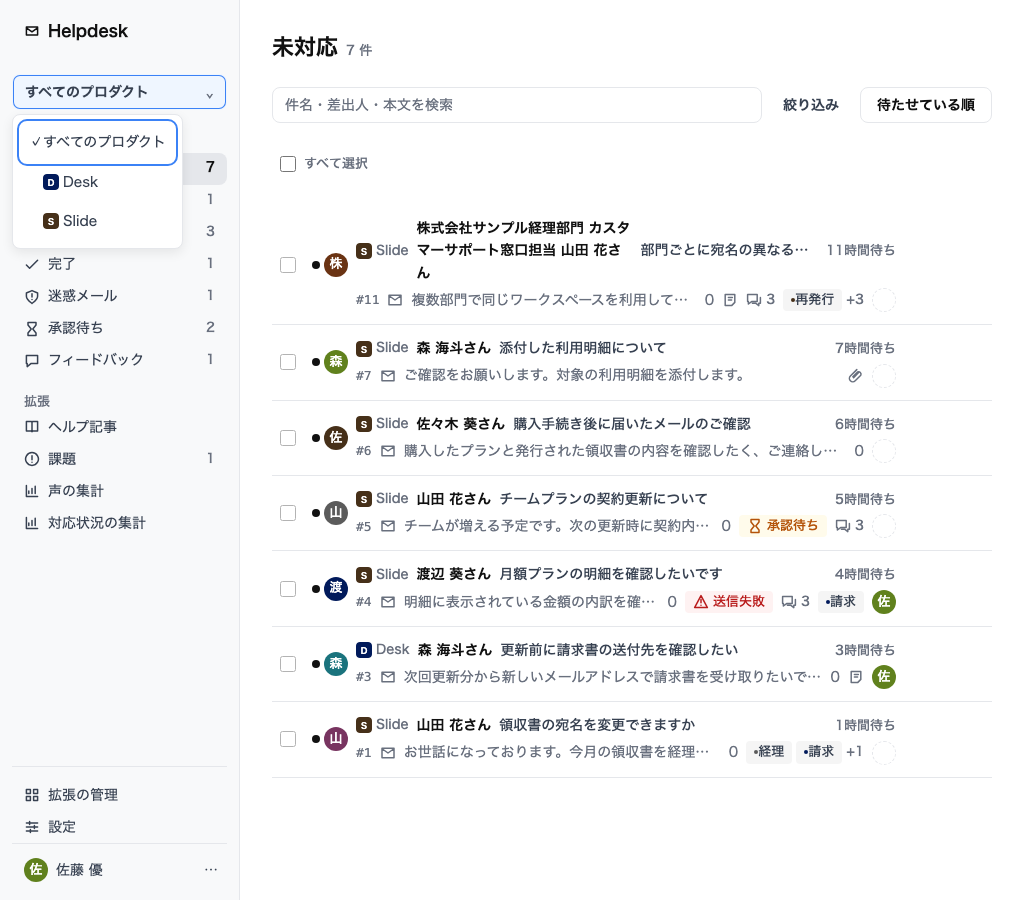 Helpdesk
すべてのプロダクト
✓すべてのプロダクト
D Desk
S Slide
7
1
3
完了 1
迷惑メール 1
承認待ち 2
フィードバック 1
拡張
ヘルプ記事
課題 1
声の集計
対応状況の集計
拡張の管理
設定
佐 佐藤 優 …
未対応 7 件
件名・差出人・本文を検索
絞り込み
待たせている順
すべて選択
株 S Slide 株式会社サンプル経理部門 カスタ
マーサポート窓口担当 山田 花さ
ん
部門ごとに宛名の異なる… 11時間待ち
#11 複数部門で同じワークスペースを利用して… 0 3 •再発行 +3
森 S Slide 森 海斗さん 添付した利用明細について 7時間待ち
#7 ご確認をお願いします。対象の利用明細を添付します。
佐 S Slide 佐々木 葵さん 購入手続き後に届いたメールのご確認 6時間待ち
#6 購入したプランと発行された領収書の内容を確認したく、ご連絡し… 0
山 S Slide 山田 花さん チームプランの契約更新について 5時間待ち
#5 チームが増える予定です。次の更新時に契約内… 0 承認待ち 3
渡 S Slide 渡辺 葵さん 月額プランの明細を確認したいです 4時間待ち
#4 明細に表示されている金額の内訳を確… 0 送信失敗 3 •請求 佐
森 D Desk 森 海斗さん 更新前に請求書の送付先を確認したい 3時間待ち
#3 次回更新分から新しいメールアドレスで請求書を受け取りたいで… 0 佐
山 S Slide 山田 花さん 領収書の宛名を変更できますか 1時間待ち
#1 お世話になっております。今月の領収書を経理… 0 •経理 •請求 +1